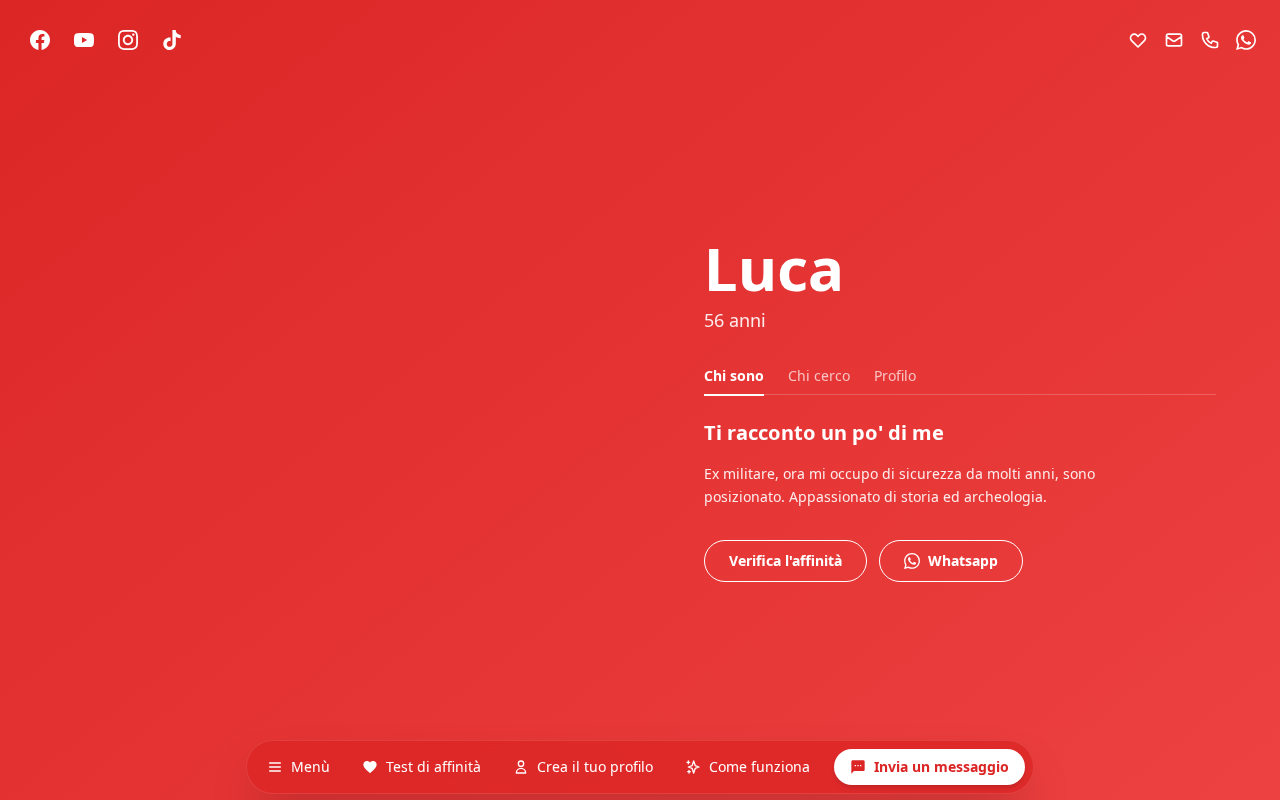 Luca
56 anni
Chi sono
Chi cerco
Profilo
Ti racconto un po' di me
Ex militare, ora mi occupo di sicurezza da molti anni, sono
posizionato. Appassionato di storia ed archeologia.
Verifica l'affinità
Whatsapp
Menù
Test di affinità
Crea il tuo profilo
Come funziona
Invia un messaggio